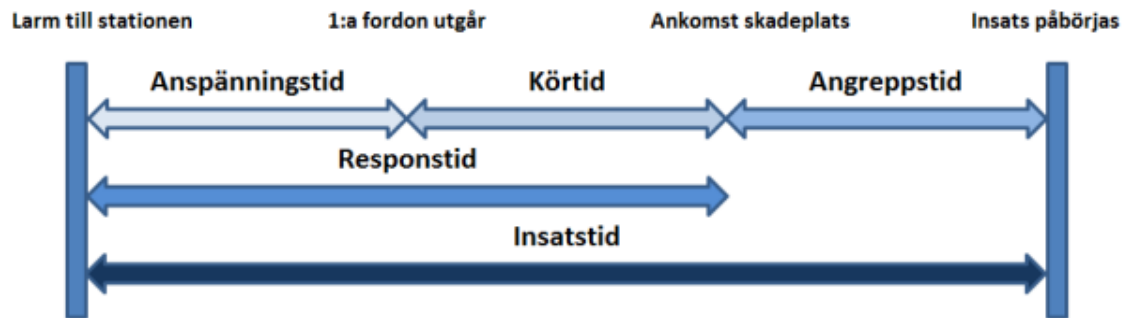 Larm till stationen
1:a fordon utgår
Ankomst skadeplats
Insats påbörjas
Anspänningstid
Körtid
Angreppstid
Responstid
Insatstid